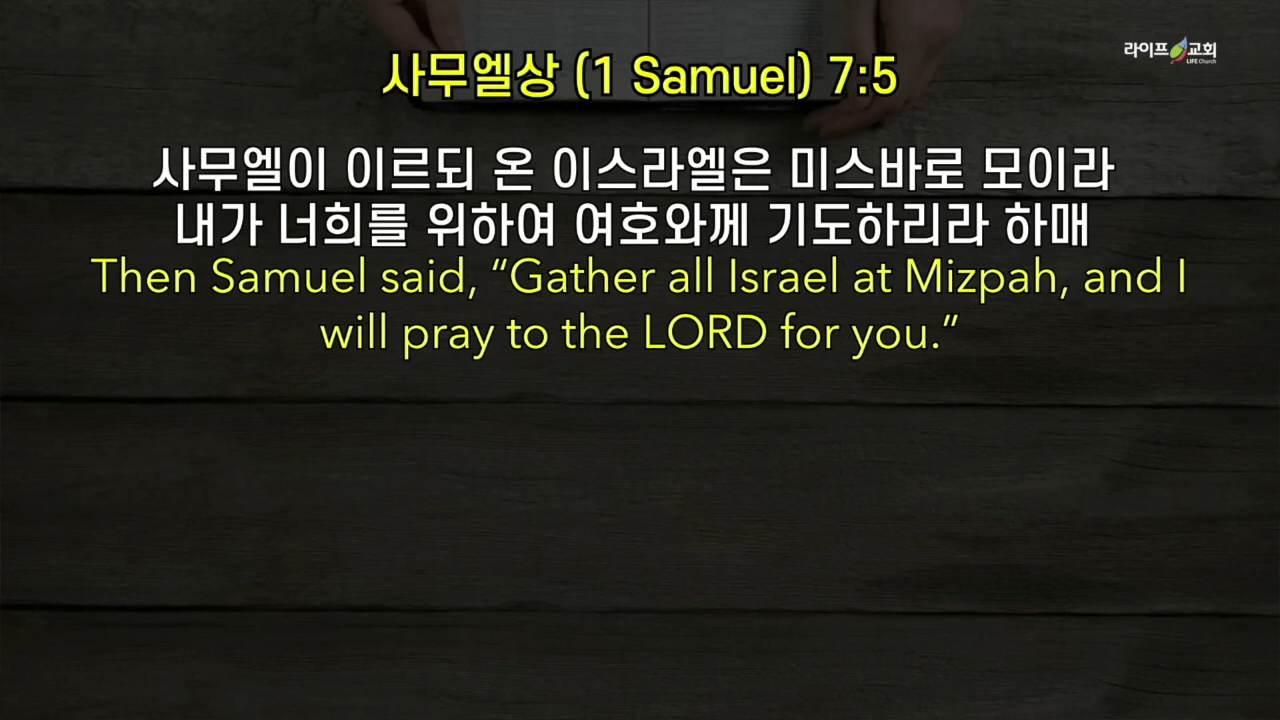 라이프 교회
LIFE Church
사무엘상 (1 Samuel) 7:5
사무엘이 이르되 온 이스라엘은 미스바로 모이라
내가 너희를 위하여 여호와께 기도하리라 하매
Then Samuel said, “Gather all Israel at Mizpah, and I
will pray to the LORD for you.”